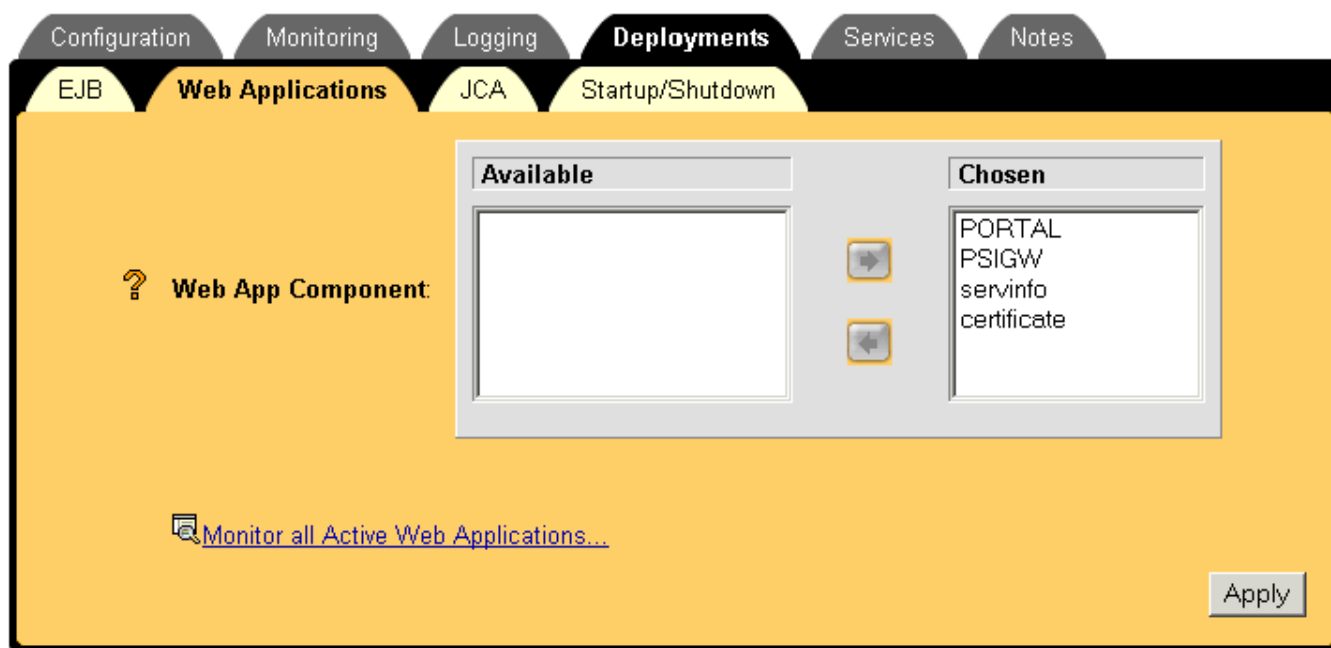 Configuration Monitoring Logging Deployments Services Notes
EJB Web Applications JCA Startup/Shutdown
Available Chosen
PORTAL
PSIGW
? Web App Component: servinfo
certificate
Monitor all Active Web Applications...
Apply